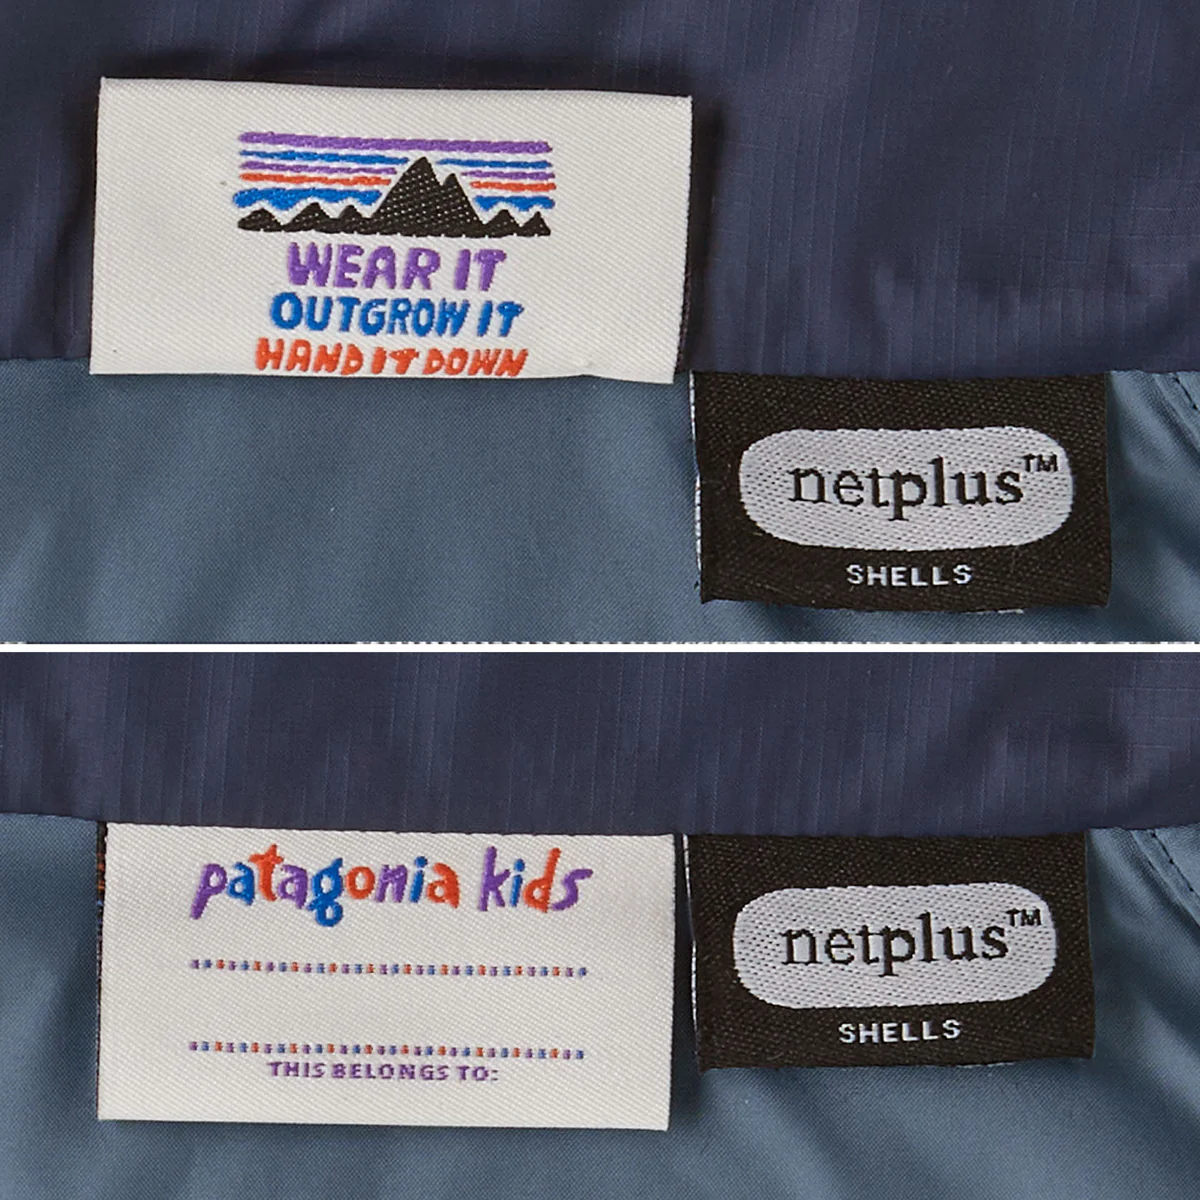 WEAR IT
OUTGROW IT
HAND IT DOWN
netplus™
SHELLS
patagonia kids
THIS BELONGS TO:
netplus™
SHELLS